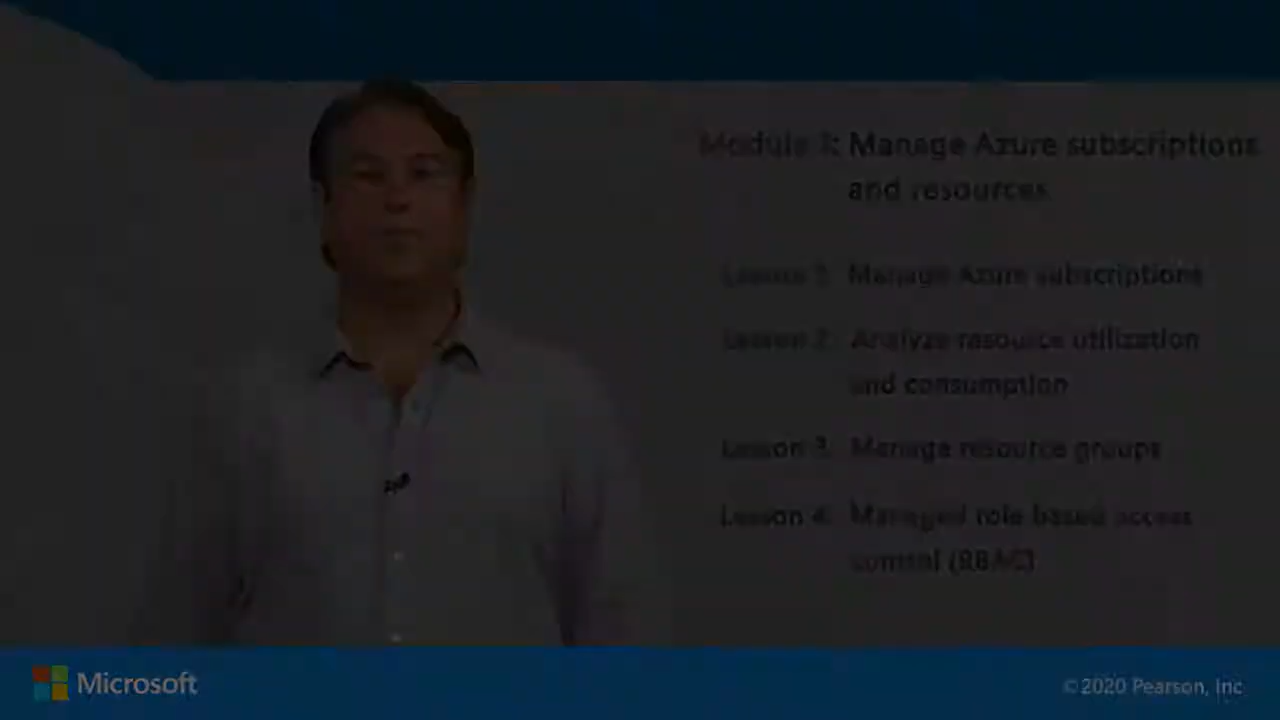 Module 1: Manage Azure subscriptions
and resources
Lesson 1: Manage Azure subscriptions
Lesson 2: Analyze resource utilization
and consumption
Lesson 3: Manage resource groups
Lesson 4: Managed role based access
control (RBAC)
Microsoft
©2020 Pearson, Inc